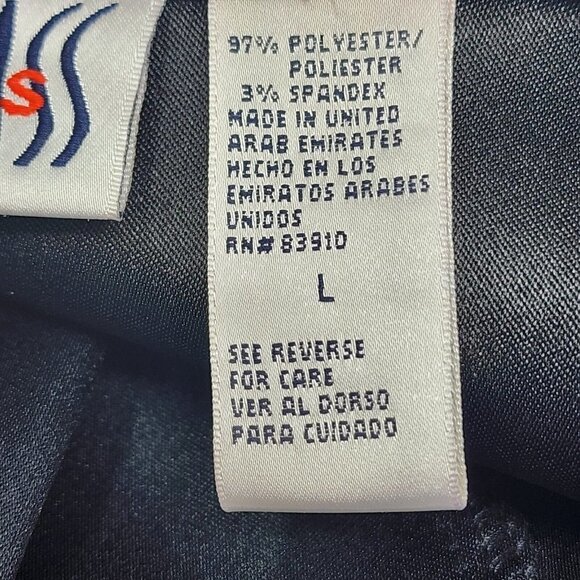 S
97% POLYESTER/
POLIESTER
3% SPANDEX
MADE IN UNITED
ARAB EMIRATES
HECHO EN LOS
EMIRATOS ARABES
UNIDOS
RN# 83910
L
SEE REVERSE
FOR CARE
VER AL DORSO
PARA CUIDADO